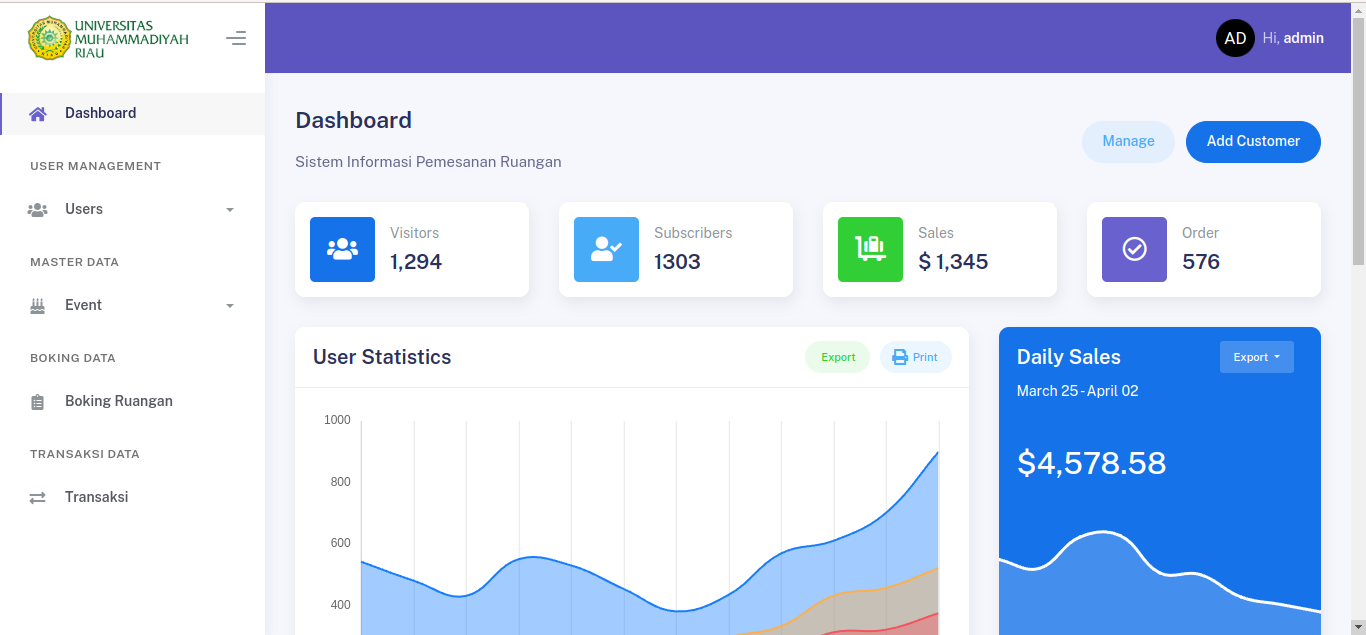 UNIVERSITAS
MUHAMMADIYAH
RIAU
AD
Hi, admin
Dashboard
USER MANAGEMENT
Users
MASTER DATA
Event
BOKING DATA
Boking Ruangan
TRANSAKSI DATA
Transaksi
Dashboard
Sistem Informasi Pemesanan Ruangan
Manage
Add Customer
Visitors
1,294
Subscribers
1303
Sales
$ 1,345
Order
576
User Statistics
Export
Print
1000
800
600
400
Daily Sales
Export
March 25 - April 02
$4,578.58